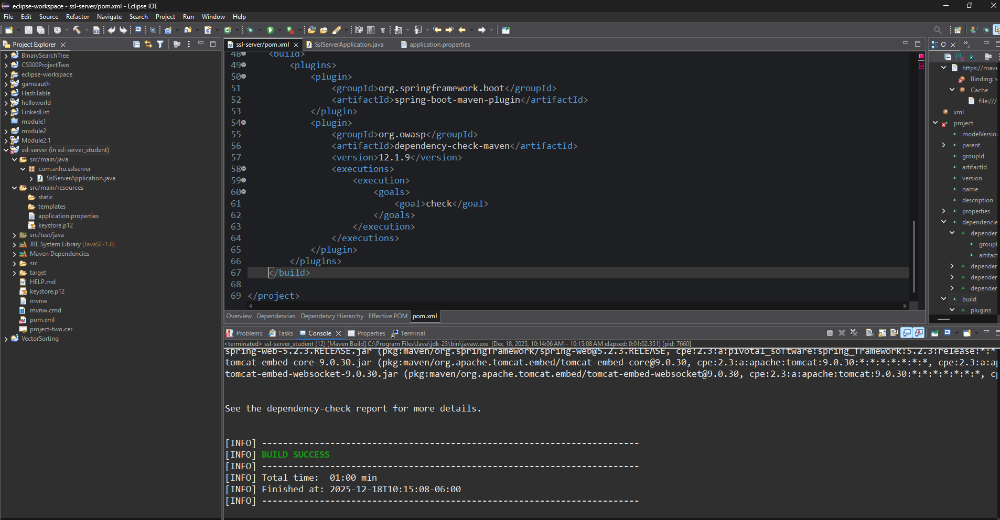 eclipse-workspace - ssl-server/pom.xml - Eclipse IDE
File Edit Source Refactor Navigate Search Project Run Window Help
Project Explorer
BinarySearchTree
CS300ProjectTwo
eclipse-workspace
gameauth
HashTable
helloworld
LinkedList
module1
module2
Module2.1
ssl-server (in ssl-server_student)
src/main/java
com.snhu.sslserver
SslServerApplication.java
src/main/resources
static
templates
application.properties
keystore.p12
src/test/java
JRE System Library [JavaSE-1.8]
Maven Dependencies
src
target
HELP.md
keystore.p12
mvnw
mvnw.cmd
pom.xml
project-two.cer
VectorSorting
ssl-server/pom.xml SslServerApplication.java application.properties
48 <build>
49 <plugins>
50 <plugin>
51 <groupId>org.springframework.boot</groupId>
52 <artifactId>spring-boot-maven-plugin</artifactId>
53 </plugin>
54 <plugin>
55 <groupId>org.owasp</groupId>
56 <artifactId>dependency-check-maven</artifactId>
57 <version>12.1.9</version>
58 <executions>
59 <execution>
60 <goals>
61 <goal>check</goal>
62 </goals>
63 </execution>
64 </executions>
65 </plugin>
66 </plugins>
67 </build>
68
69 </project>
Overview Dependencies Dependency Hierarchy Effective POM pom.xml
O
https://mave
Binding: x
Cache
file:///
xml
project
modelVersion
parent
groupId
artifactId
version
name
description
properties
dependencie
depender
groupI
artifact
depender
depender
depender
build
plugins
Problems Tasks Console Properties Terminal
<terminated> ssl-server_student (12) [Maven Build] C:\Program Files\Java\jdk-23\bin\javaw.exe (Dec 18, 2025, 10:14:06 AM – 10:15:08 AM elapsed: 0:01:02.351) [pid: 7660]
spring-web-5.2.3.RELEASE.jar (pkg:maven/org.springframework/spring-web@5.2.3.RELEASE, cpe:2.3:a:pivotal_software:spring_framework:5.2.3:release:*:*
tomcat-embed-core-9.0.30.jar (pkg:maven/org.apache.tomcat.embed/tomcat-embed-core@9.0.30, cpe:2.3:a:apache:tomcat:9.0.30:*:*:*:*:*:*:*, cpe:2.3:a:ap
tomcat-embed-websocket-9.0.30.jar (pkg:maven/org.apache.tomcat.embed/tomcat-embed-websocket@9.0.30, cpe:2.3:a:apache:tomcat:9.0.30:*:*:*:*:*:*:*, cp
See the dependency-check report for more details.
[INFO] ------------------------------------------------------------------------
[INFO] BUILD SUCCESS
[INFO] ------------------------------------------------------------------------
[INFO] Total time:  01:00 min
[INFO] Finished at: 2025-12-18T10:15:08-06:00
[INFO] ------------------------------------------------------------------------